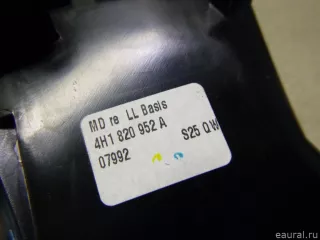 MD re LL Basis
4H1 820 952 A
07992 S25 QW
eaural.ru